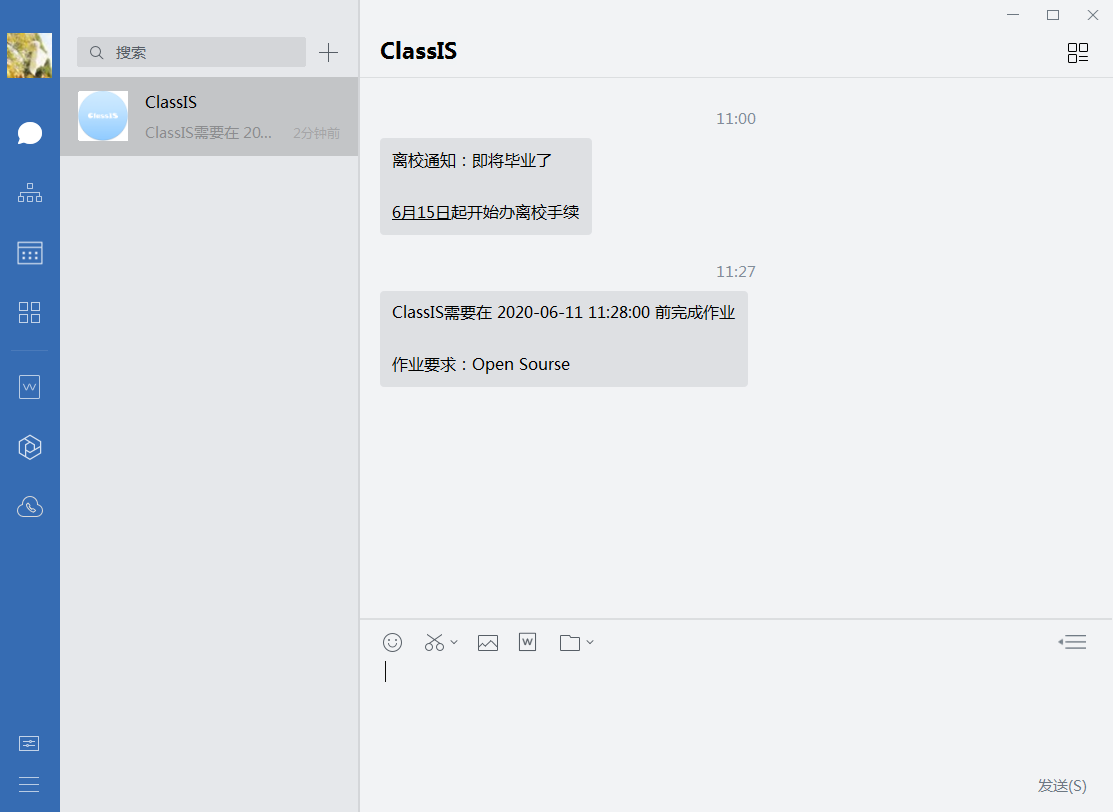 搜索
ClassIS
ClassIS
ClassIS
ClassIS需要在 20...
2分钟前
11:00
离校通知：即将毕业了
6月15日起开始办离校手续
11:27
ClassIS需要在 2020-06-11 11:28:00 前完成作业
作业要求：Open Sourse
W
W
发送(S)